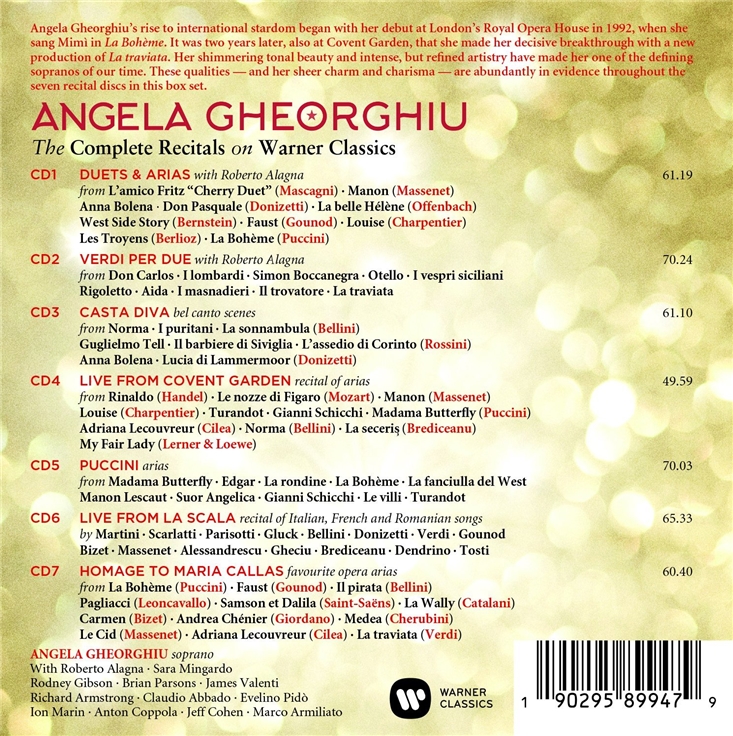 Angela Gheorghiu's rise to international stardom began with her debut at London's Royal Opera House in 1992, when she
sang Mimì in La Bohème. It was two years later, also at Covent Garden, that she made her decisive breakthrough with a new
production of La traviata. Her shimmering tonal beauty and intense, but refined artistry have made her one of the defining
sopranos of our time. These qualities — and her sheer charm and charisma — are abundantly in evidence throughout the
seven recital discs in this box set.
ANGELA GHEORGHIU
The Complete Recitals on Warner Classics
CD1 DUETS & ARIAS with Roberto Alagna 61.19
from L'amico Fritz “Cherry Duet” (Mascagni) · Manon (Massenet)
Anna Bolena · Don Pasquale (Donizetti) · La belle Hélène (Offenbach)
West Side Story (Bernstein) · Faust (Gounod) · Louise (Charpentier)
Les Troyens (Berlioz) · La Bohème (Puccini)
CD2 VERDI PER DUE with Roberto Alagna 70.24
from Don Carlos · I lombardi · Simon Boccanegra · Otello · I vespri siciliani
Rigoletto · Aida · I masnadieri · Il trovatore · La traviata
CD3 CASTA DIVA bel canto scenes 61.10
from Norma · I puritani · La sonnambula (Bellini)
Guglielmo Tell · Il barbiere di Siviglia · L'assedio di Corinto (Rossini)
Anna Bolena · Lucia di Lammermoor (Donizetti)
CD4 LIVE FROM COVENT GARDEN recital of arias 49.59
from Rinaldo (Handel) · Le nozze di Figaro (Mozart) · Manon (Massenet)
Louise (Charpentier) · Turandot · Gianni Schicchi · Madama Butterfly (Puccini)
Adriana Lecouvreur (Cilea) · Norma (Bellini) · La seceriş (Brediceanu)
My Fair Lady (Lerner & Loewe)
CD5 PUCCINI arias 70.03
from Madama Butterfly · Edgar · La rondine · La Bohème · La fanciulla del West
Manon Lescaut · Suor Angelica · Gianni Schicchi · Le villi · Turandot
CD6 LIVE FROM LA SCALA recital of Italian, French and Romanian songs 65.33
by Martini · Scarlatti · Parisotti · Gluck · Bellini · Donizetti · Verdi · Gounod
Bizet · Massenet · Alessandrescu · Gheciu · Brediceanu · Dendrino · Tosti
CD7 HOMAGE TO MARIA CALLAS favourite opera arias 60.40
from La Bohème (Puccini) · Faust (Gounod) · Il pirata (Bellini)
Pagliacci (Leoncavallo) · Samson et Dalila (Saint-Saëns) · La Wally (Catalani)
Carmen (Bizet) · Andrea Chénier (Giordano) · Medea (Cherubini)
Le Cid (Massenet) · Adriana Lecouvreur (Cilea) · La traviata (Verdi)
ANGELA GHEORGHIU soprano
With Roberto Alagna · Sara Mingardo
Rodney Gibson · Brian Parsons · James Valenti
Richard Armstrong · Claudio Abbado · Evelino Pidò
Ion Marin · Anton Coppola · Jeff Cohen · Marco Armiliato
WARNER
CLASSICS
1 90295 89947 9